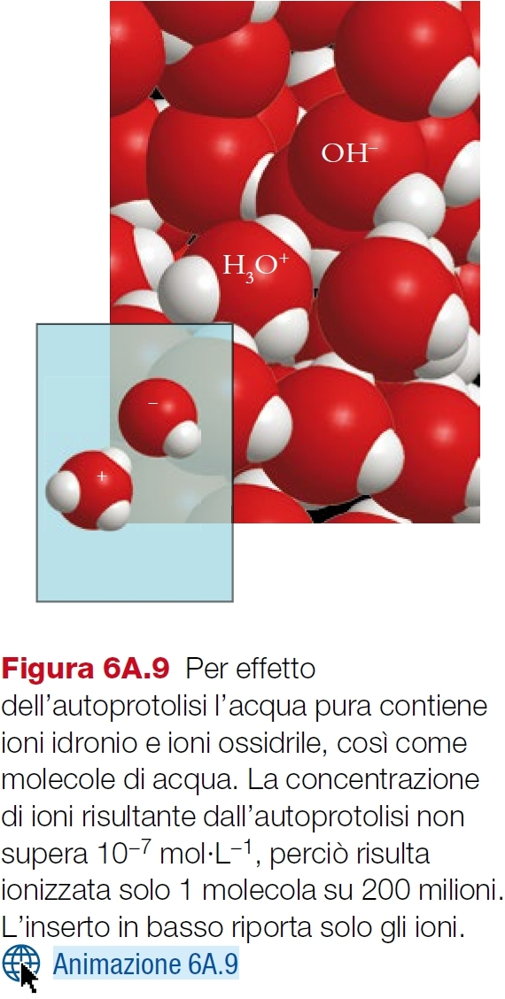 OH⁻
H₃O⁺
−
+
Figura 6A.9 Per effetto
dell'autoprotolisi l'acqua pura contiene
ioni idronio e ioni ossidrile, così come
molecole di acqua. La concentrazione
di ioni risultante dall'autoprotolisi non
supera 10⁻⁷ mol·L⁻¹, perciò risulta
ionizzata solo 1 molecola su 200 milioni.
L'inserto in basso riporta solo gli ioni.
Animazione 6A.9